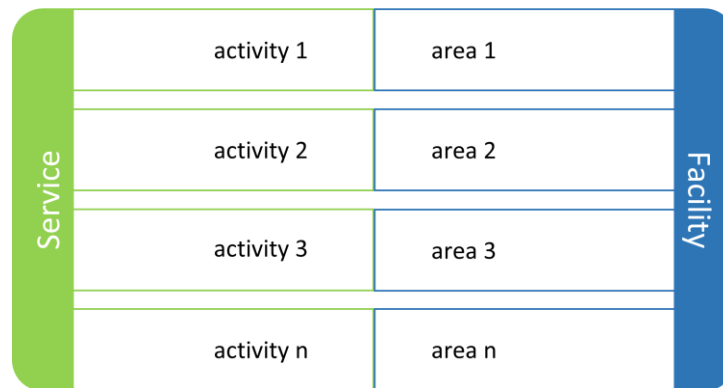 Service
activity 1
area 1
activity 2
area 2
activity 3
area 3
activity n
area n
Facility